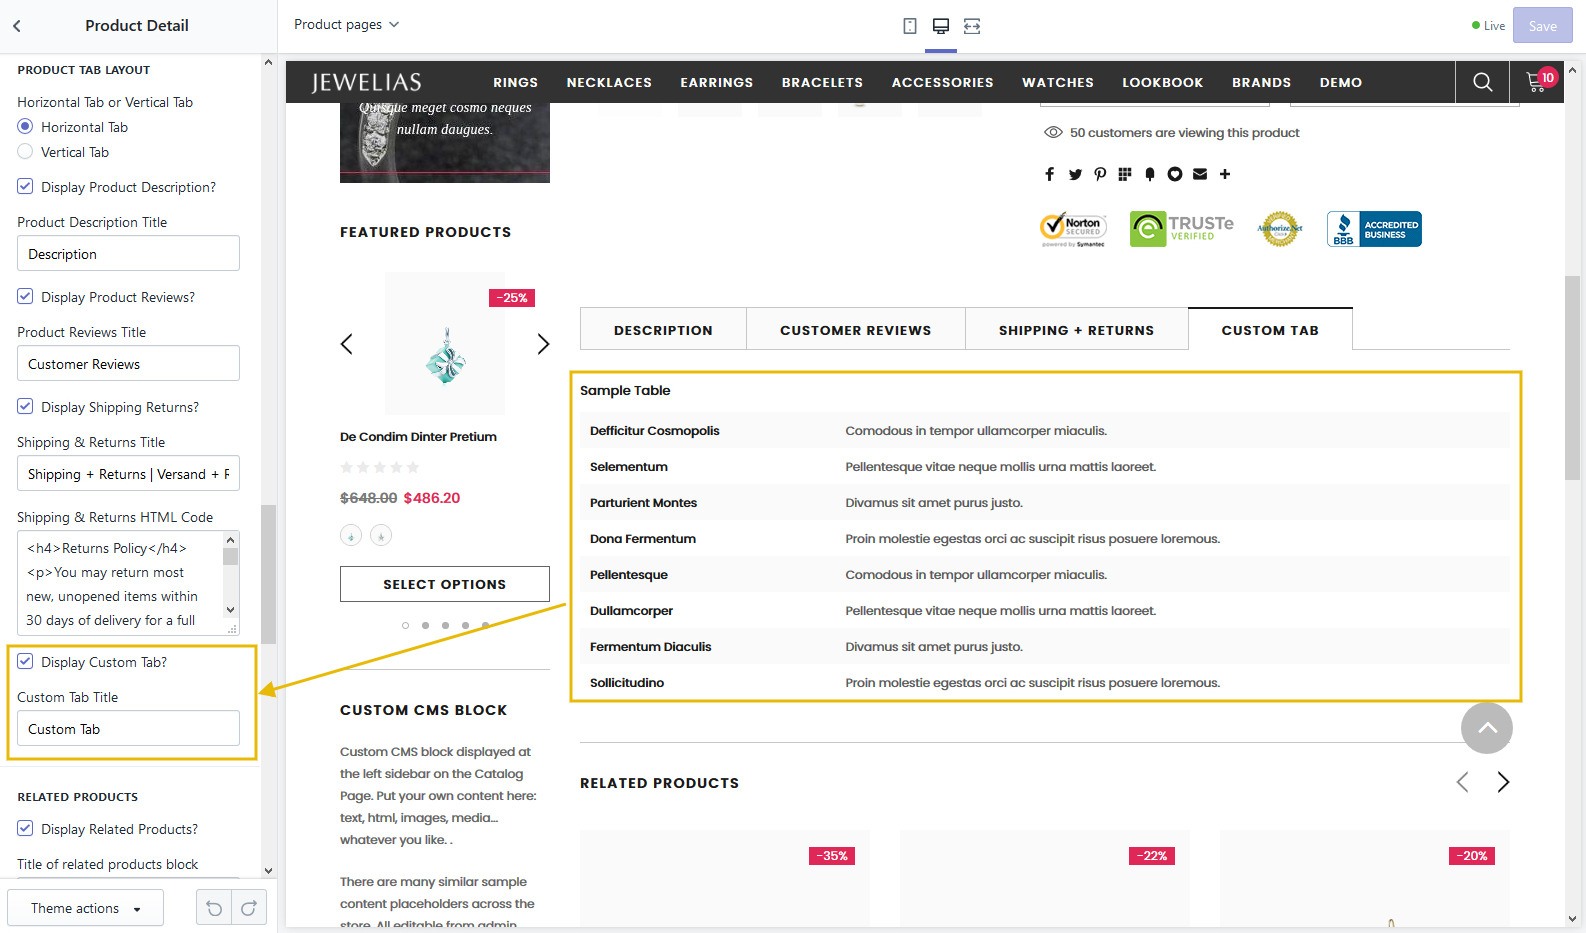 Product Detail
Product pages
Live
Save
PRODUCT TAB LAYOUT
Horizontal Tab or Vertical Tab
Horizontal Tab
Vertical Tab
Display Product Description?
Product Description Title
Description
Display Product Reviews?
Product Reviews Title
Customer Reviews
Display Shipping Returns?
Shipping & Returns Title
Shipping + Returns | Versand + F
Shipping & Returns HTML Code
<h4>Returns Policy</h4>
<p>You may return most
new, unopened items within
30 days of delivery for a full
Display Custom Tab?
Custom Tab Title
Custom Tab
RELATED PRODUCTS
Display Related Products?
Title of related products block
Theme actions
JEWELIAS
RINGS NECKLACES EARRINGS BRACELETS ACCESSORIES WATCHES LOOKBOOK BRANDS DEMO
10
Quisque meget cosmo neques
nullam daugues.
FEATURED PRODUCTS
-25%
De Condim Dinter Pretium
$648.00 $486.20
SELECT OPTIONS
CUSTOM CMS BLOCK
Custom CMS block displayed at
the left sidebar on the Catalog
Page. Put your own content here:
text, html, images, media...
whatever you like. .
There are many similar sample
content placeholders across the
store. All editable from admin
50 customers are viewing this product
Norton
SECURED
powered by Symantec
TRUSTe
VERIFIED
Authorize.Net
BBB
ACCREDITED
BUSINESS
DESCRIPTION CUSTOMER REVIEWS SHIPPING + RETURNS CUSTOM TAB
Sample Table
Defficitur Cosmopolis Comodous in tempor ullamcorper miaculis.
Selementum Pellentesque vitae neque mollis urna mattis laoreet.
Parturient Montes Divamus sit amet purus justo.
Dona Fermentum Proin molestie egestas orci ac suscipit risus posuere loremous.
Pellentesque Comodous in tempor ullamcorper miaculis.
Dullamcorper Pellentesque vitae neque mollis urna mattis laoreet.
Fermentum Diaculis Divamus sit amet purus justo.
Sollicitudino Proin molestie egestas orci ac suscipit risus posuere loremous.
RELATED PRODUCTS
-35%
-22%
-20%